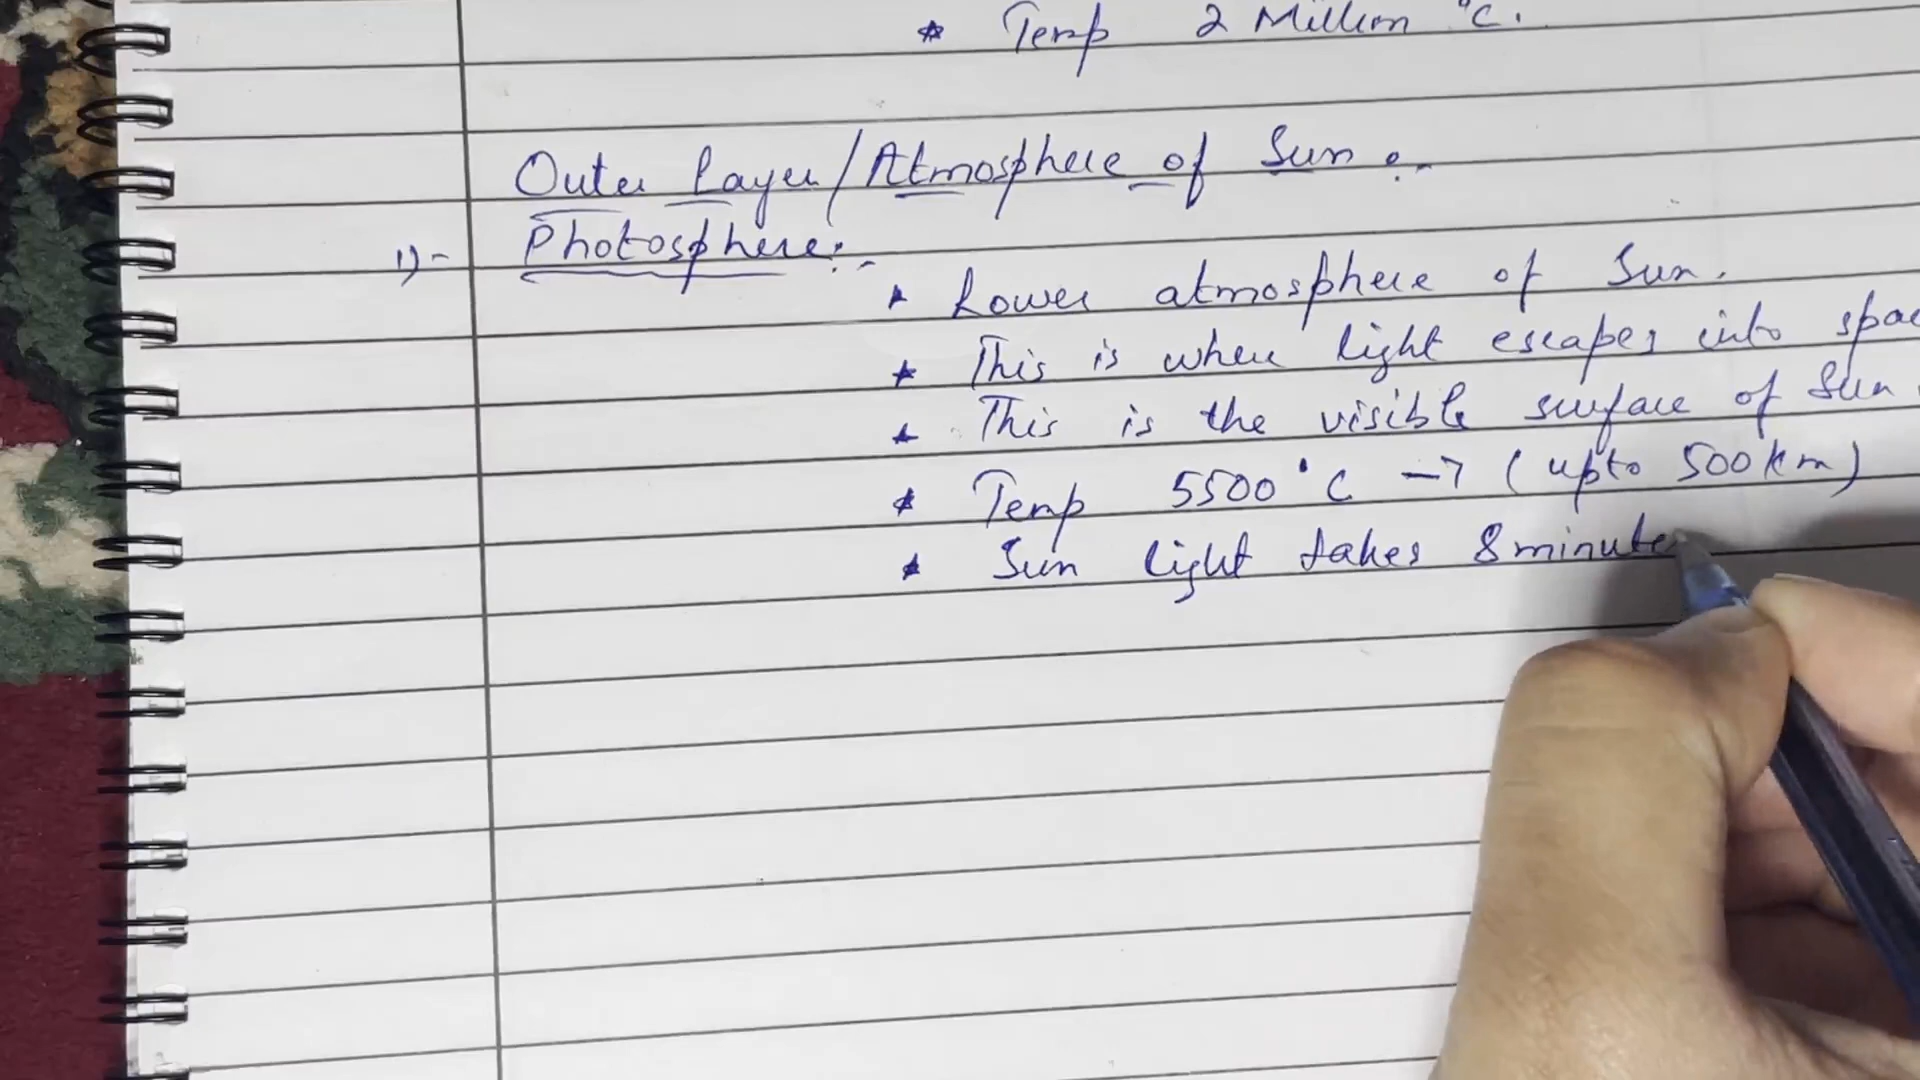 * Temp 2 Million °C.
Outer Layer/Atmosphere of Sun :-
1)- Photosphere:-
* Lower atmosphere of Sun.
* This is where light escapes into spac
* This is the visible surface of Sun.
* Temp 5500°C → (upto 500km)
* Sun light takes 8 minute